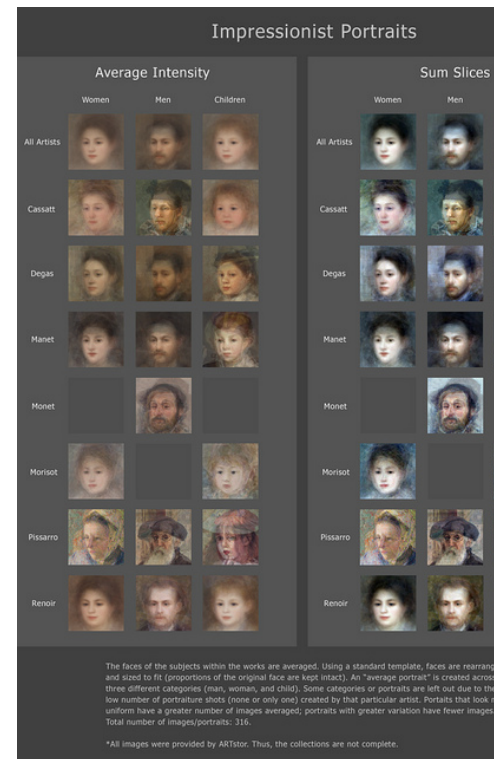 Impressionist Portraits
Average Intensity
Women Men Children
All Artists
Cassatt
Degas
Manet
Monet
Morisot
Pissarro
Renoir
Sum Slices
Women Men
All Artists
Cassatt
Degas
Manet
Monet
Morisot
Pissarro
Renoir
The faces of the subjects within the works are averaged. Using a standard template, faces are rearrang
and sized to fit (proportions of the original face are kept intact). An "average portrait" is created across
three different categories (man, woman, and child). Some categories or portraits are left out due to the
low number of portraiture shots (none or only one) created by that particular artist. Portaits that look
uniform have a greater number of images averaged; portraits with greater variation have fewer images
Total number of images/portraits: 316.
*All images were provided by ARTstor. Thus, the collections are not complete.